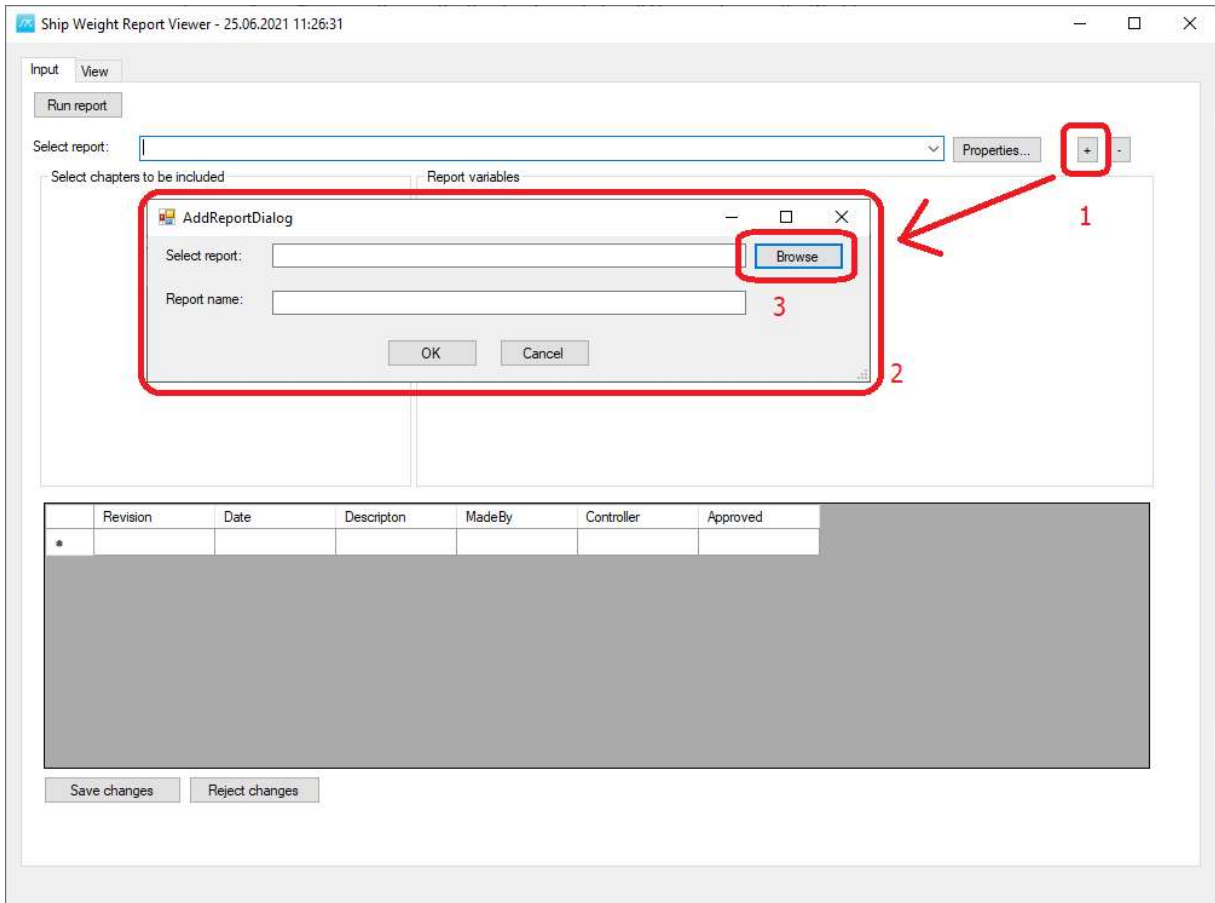 Ship Weight Report Viewer - 25.06.2021 11:26:31
Input View
Run report
Select report: Properties... + -
1
Select chapters to be included Report variables
AddReportDialog
Select report: Browse
Report name:
3
OK Cancel
2
Revision Date Descripton MadeBy Controller Approved
*
Save changes Reject changes